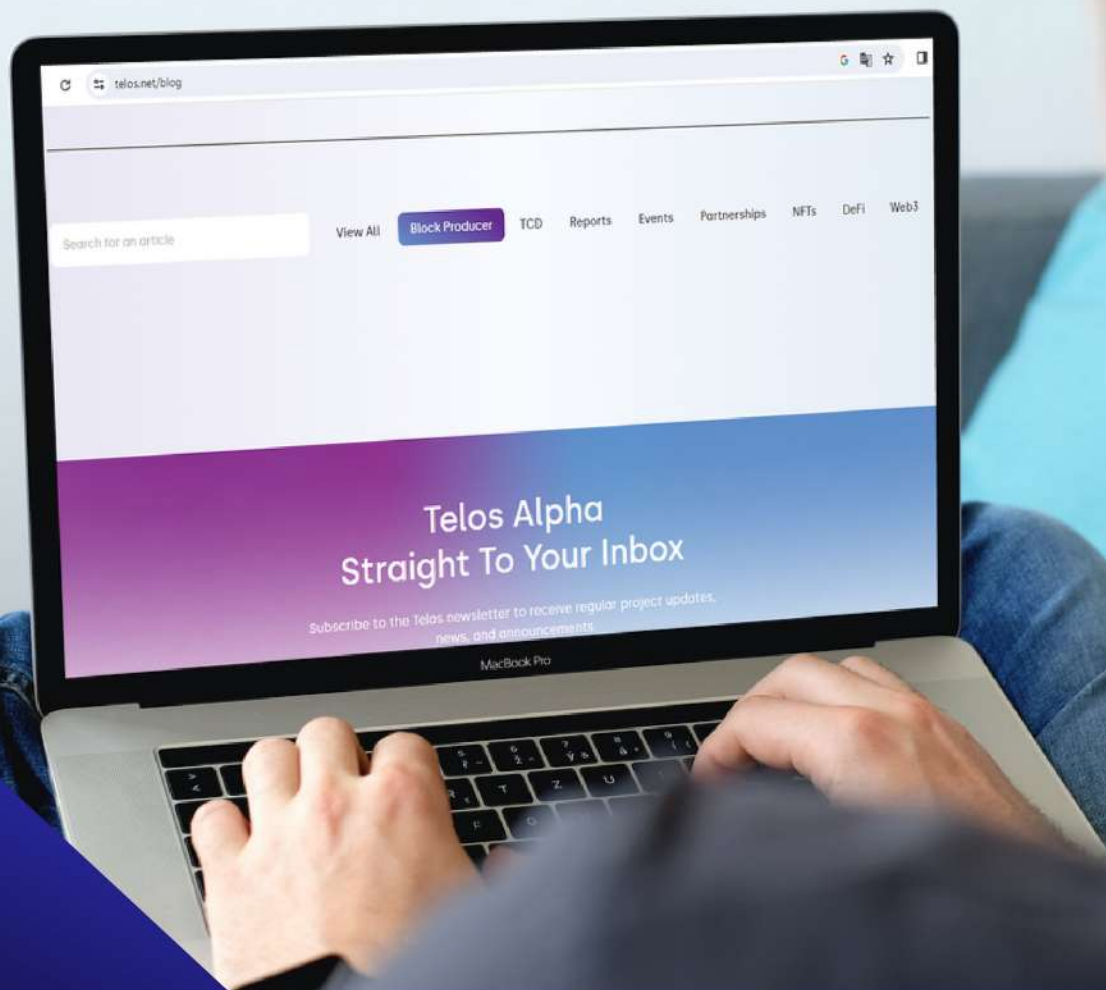 telos.net/blog
Search for an article
View All Block Producer TCD Reports Events Partnerships NFTs DeFi Web3
Telos Alpha
Straight To Your Inbox
Subscribe to the Telos newsletter to receive regular project updates,
news, and announcements
MacBook Pro
T Z U